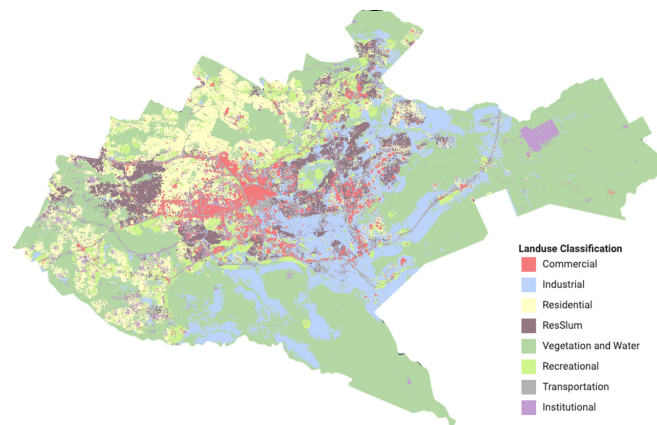 Landuse Classification
Commercial
Industrial
Residential
ResSlum
Vegetation and Water
Recreational
Transportation
Institutional